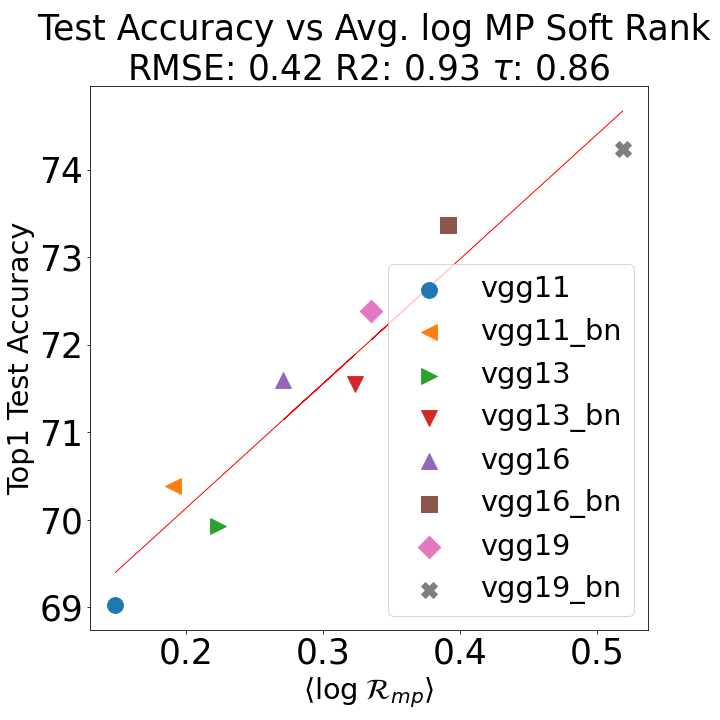 Test Accuracy vs Avg. log MP Soft Rank
RMSE: 0.42 R2: 0.93 τ: 0.86
Top1 Test Accuracy
74
73
72
71
70
69
vgg11
vgg11_bn
vgg13
vgg13_bn
vgg16
vgg16_bn
vgg19
vgg19_bn
0.2 0.3 0.4 0.5
⟨log ℛ_mp⟩